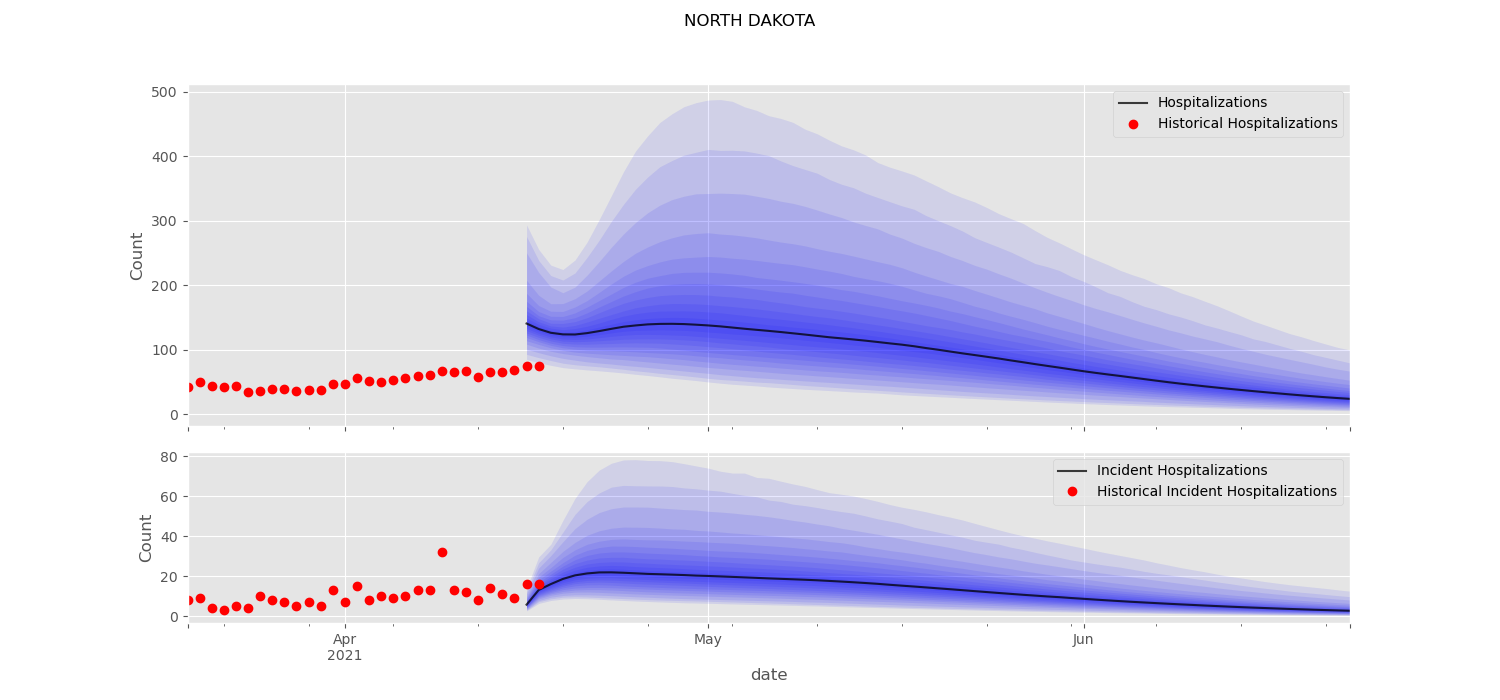 NORTH DAKOTA
500
400
300
200
100
0
Count
Hospitalizations
Historical Hospitalizations
80
60
40
20
0
Count
Incident Hospitalizations
Historical Incident Hospitalizations
Apr
2021
May
Jun
date